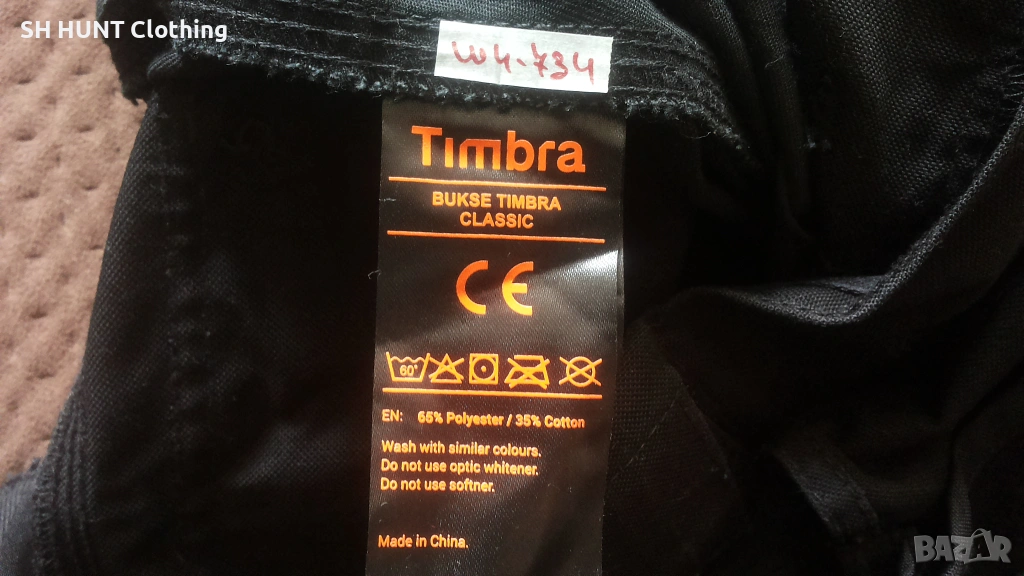 SH HUNT Clothing
W4-734
Timbra
BUKSE TIMBRA
CLASSIC
CE
60°
EN: 65% Polyester / 35% Cotton
Wash with similar colours.
Do not use optic whitener.
Do not use softner.
Made in China.
BAZAR